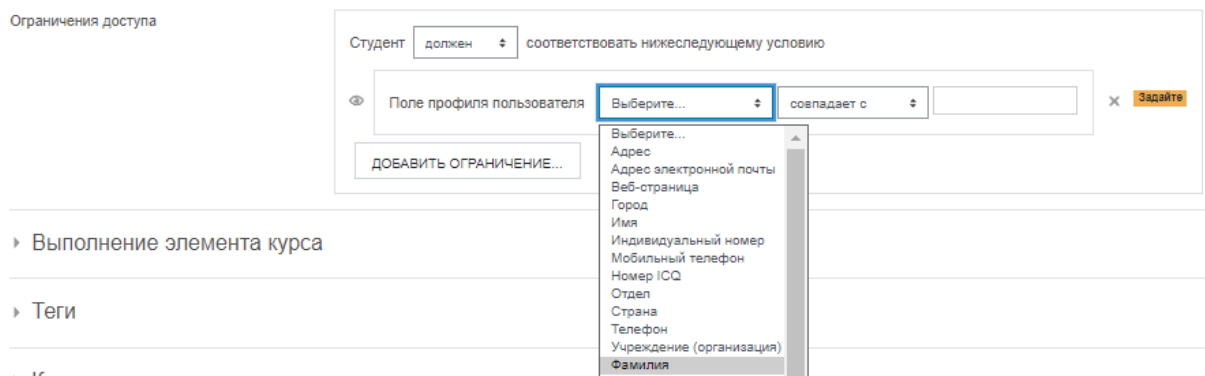 Ограничения доступа
Студент должен соответствовать нижеследующему условию
Поле профиля пользователя Выберите... совпадает с Задайте
Выберите...
Адрес
Адрес электронной почты
Веб-страница
Город
Имя
Индивидуальный номер
Мобильный телефон
Номер ICQ
Отдел
Страна
Телефон
Учреждение (организация)
Фамилия
ДОБАВИТЬ ОГРАНИЧЕНИЕ...
Выполнение элемента курса
Теги